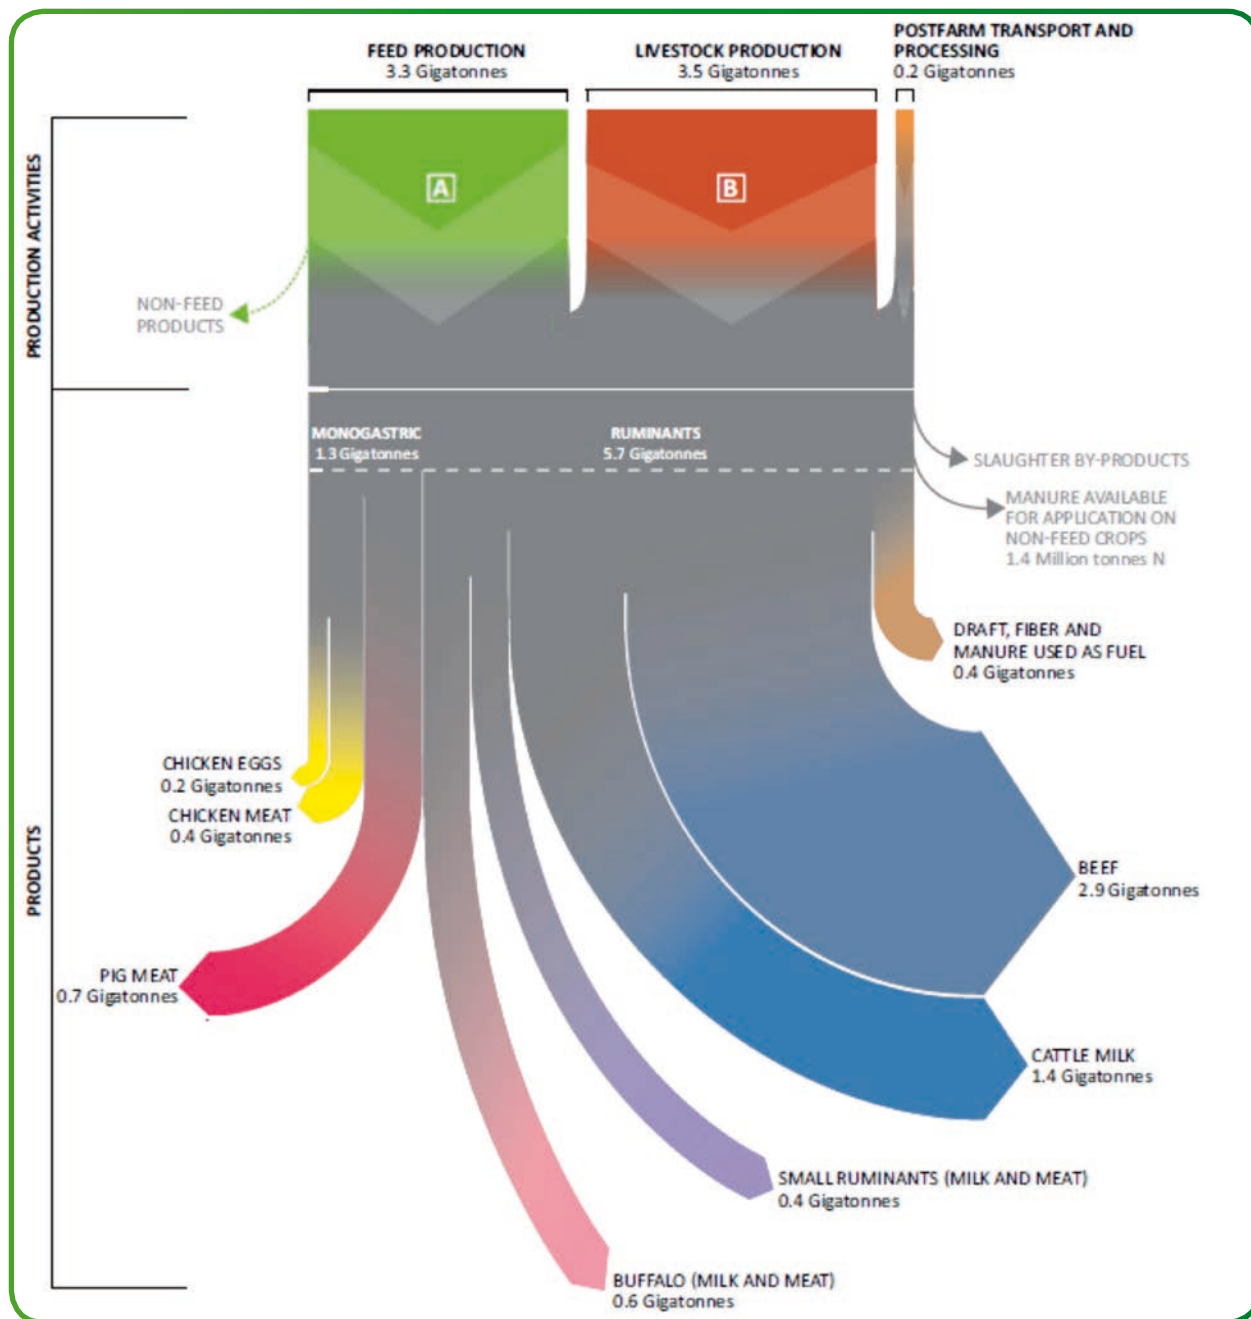 FEED PRODUCTION
3.3 Gigatonnes
LIVESTOCK PRODUCTION
3.5 Gigatonnes
POSTFARM TRANSPORT AND
PROCESSING
0.2 Gigatonnes
PRODUCTION ACTIVITIES
A
B
NON-FEED
PRODUCTS
MONOGASTRIC
1.3 Gigatonnes
RUMINANTS
5.7 Gigatonnes
SLAUGHTER BY-PRODUCTS
MANURE AVAILABLE
FOR APPLICATION ON
NON-FEED CROPS
1.4 Million tonnes N
DRAFT, FIBER AND
MANURE USED AS FUEL
0.4 Gigatonnes
PRODUCTS
CHICKEN EGGS
0.2 Gigatonnes
CHICKEN MEAT
0.4 Gigatonnes
BEEF
2.9 Gigatonnes
PIG MEAT
0.7 Gigatonnes
CATTLE MILK
1.4 Gigatonnes
SMALL RUMINANTS (MILK AND MEAT)
0.4 Gigatonnes
BUFFALO (MILK AND MEAT)
0.6 Gigatonnes